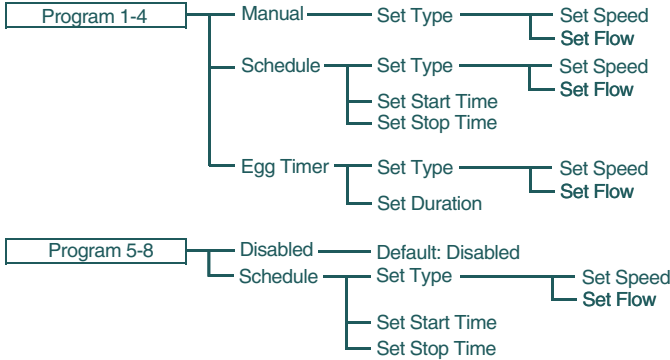 Program 1-4 Manual Set Type Set Speed
Set Flow
Schedule Set Type Set Speed
Set Flow
Set Start Time
Set Stop Time
Egg Timer Set Type Set Speed
Set Flow
Set Duration
Program 5-8 Disabled Default: Disabled
Schedule Set Type Set Speed
Set Flow
Set Start Time
Set Stop Time